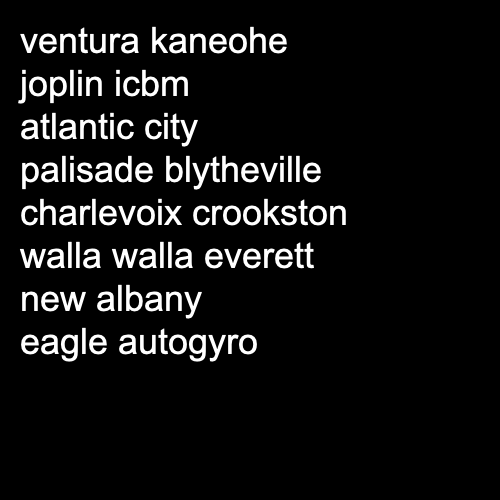 ventura kaneohe
joplin icbm
atlantic city
palisade blytheville
charlevoix crookston
walla walla everett
new albany
eagle autogyro